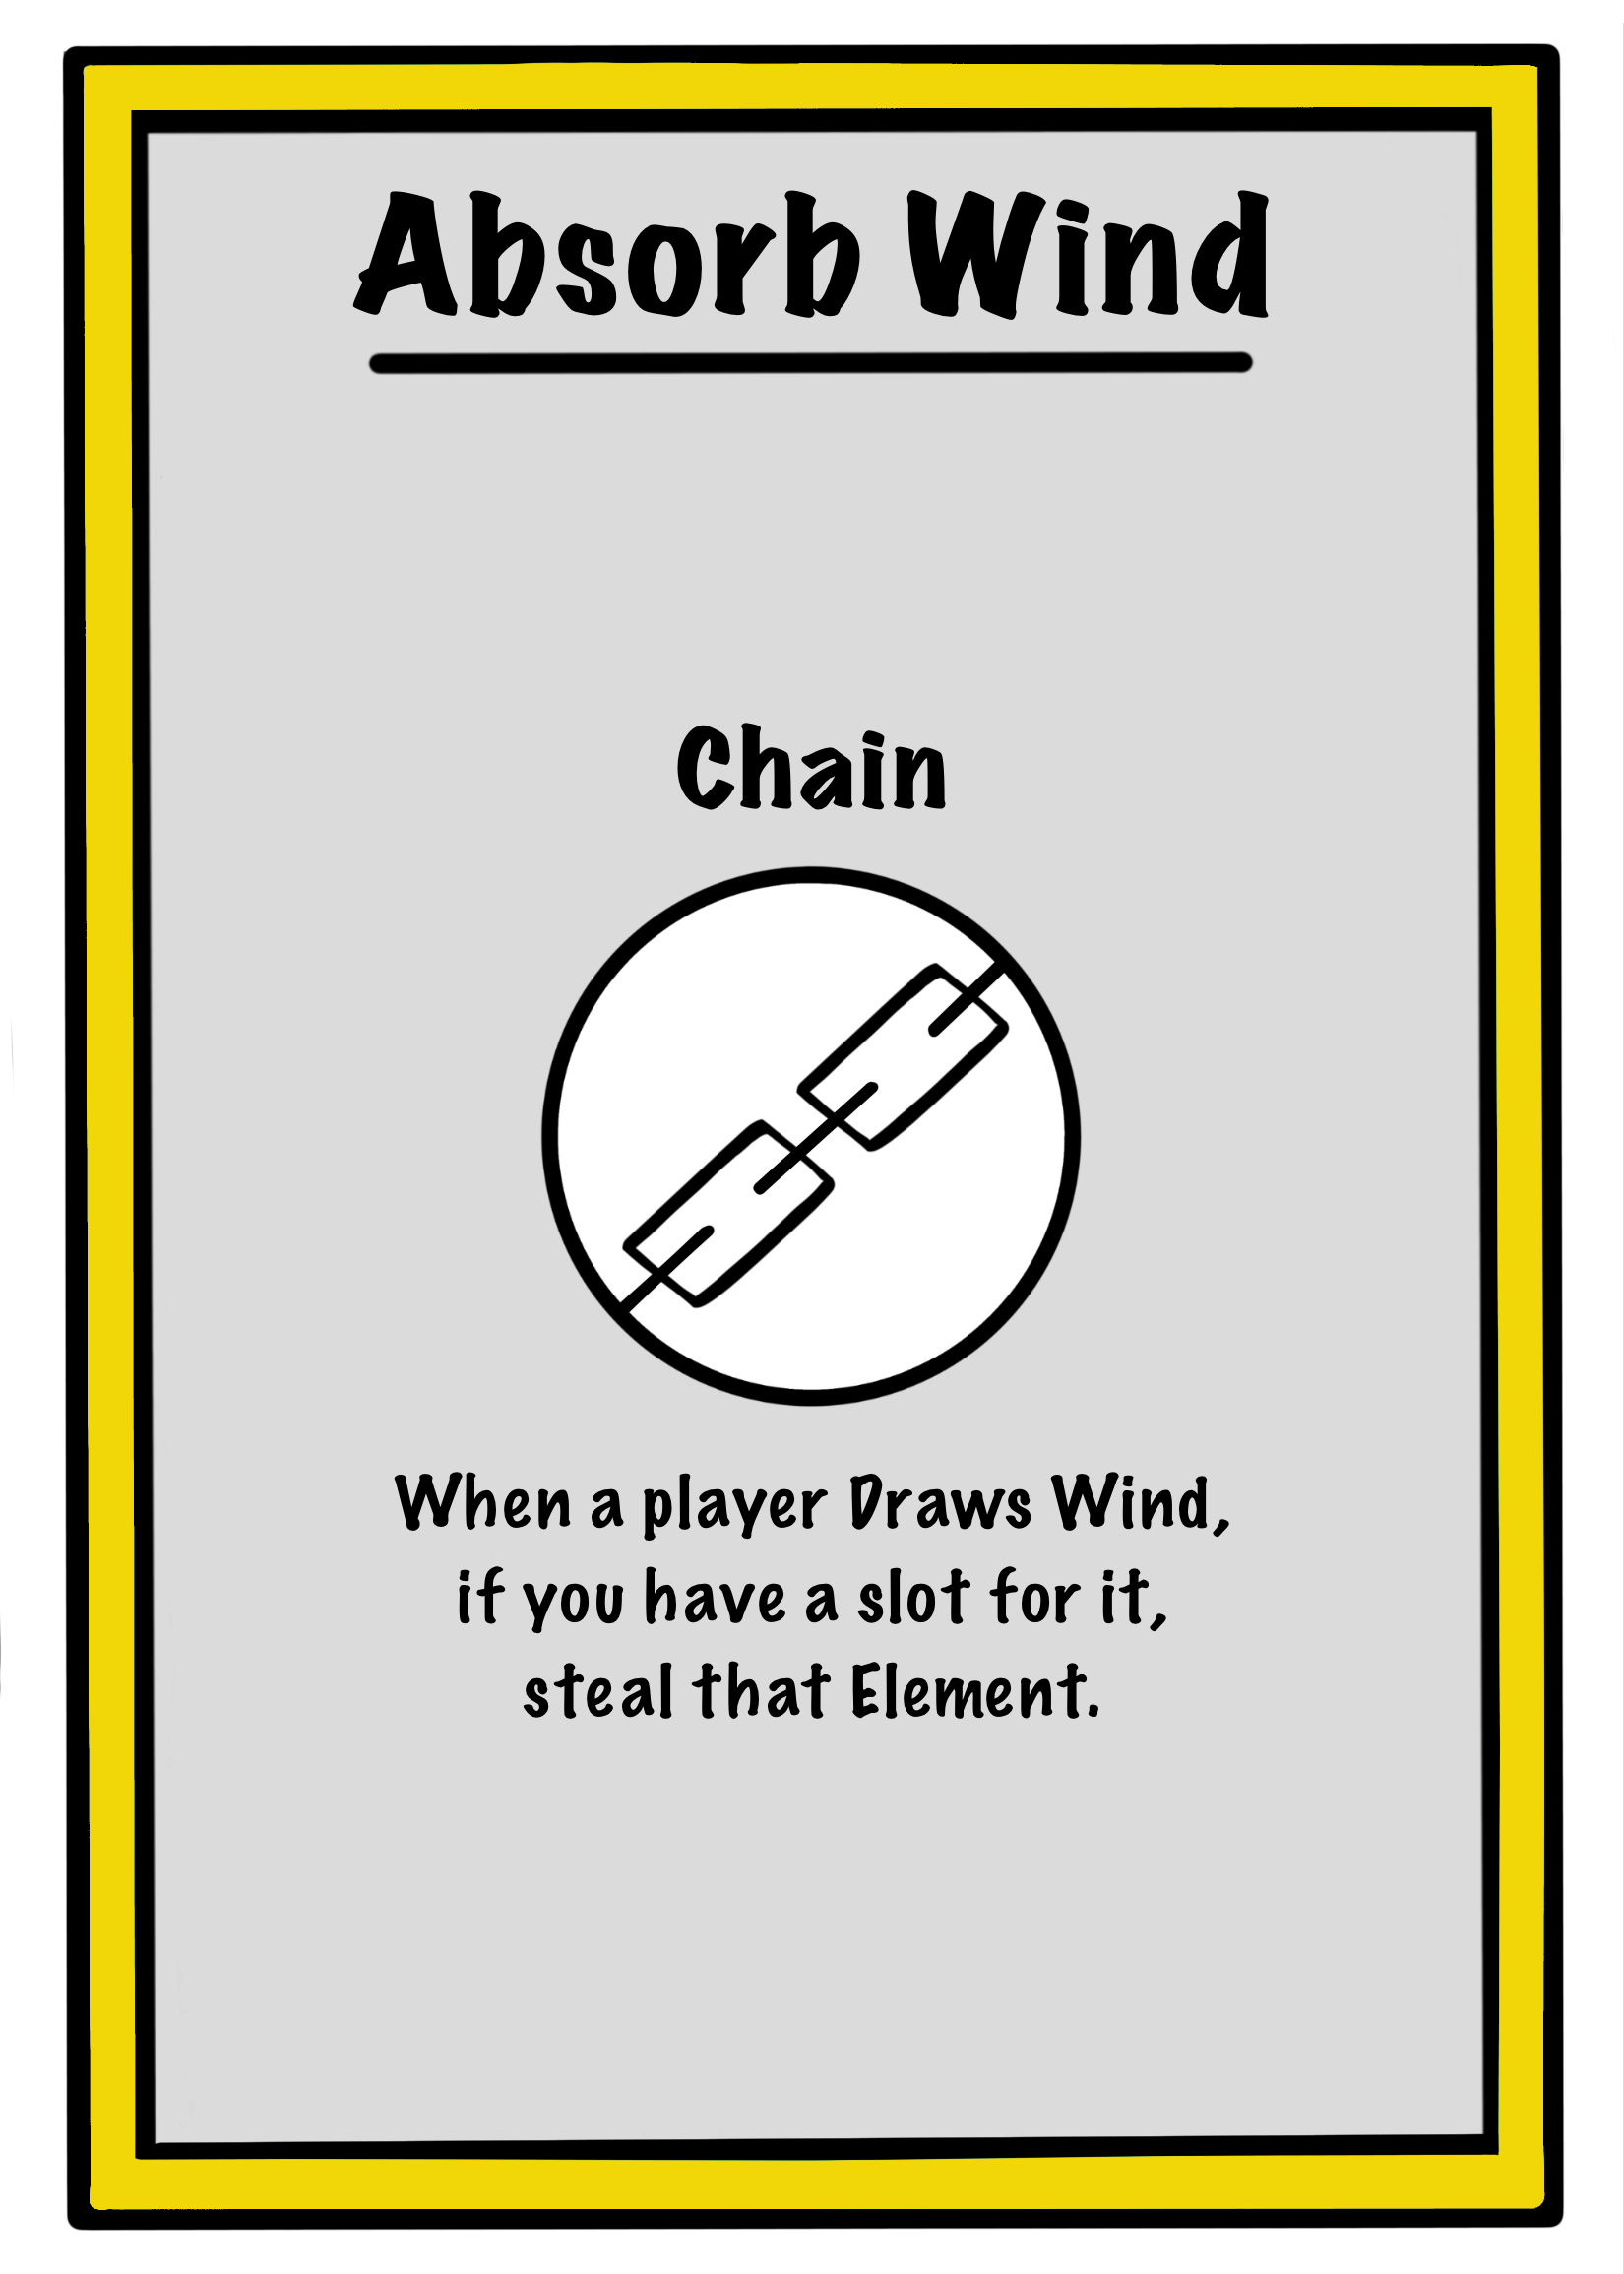 Absorb Wind
Chain
When a player Draws Wind,
if you have a slot for it,
steal that Element.